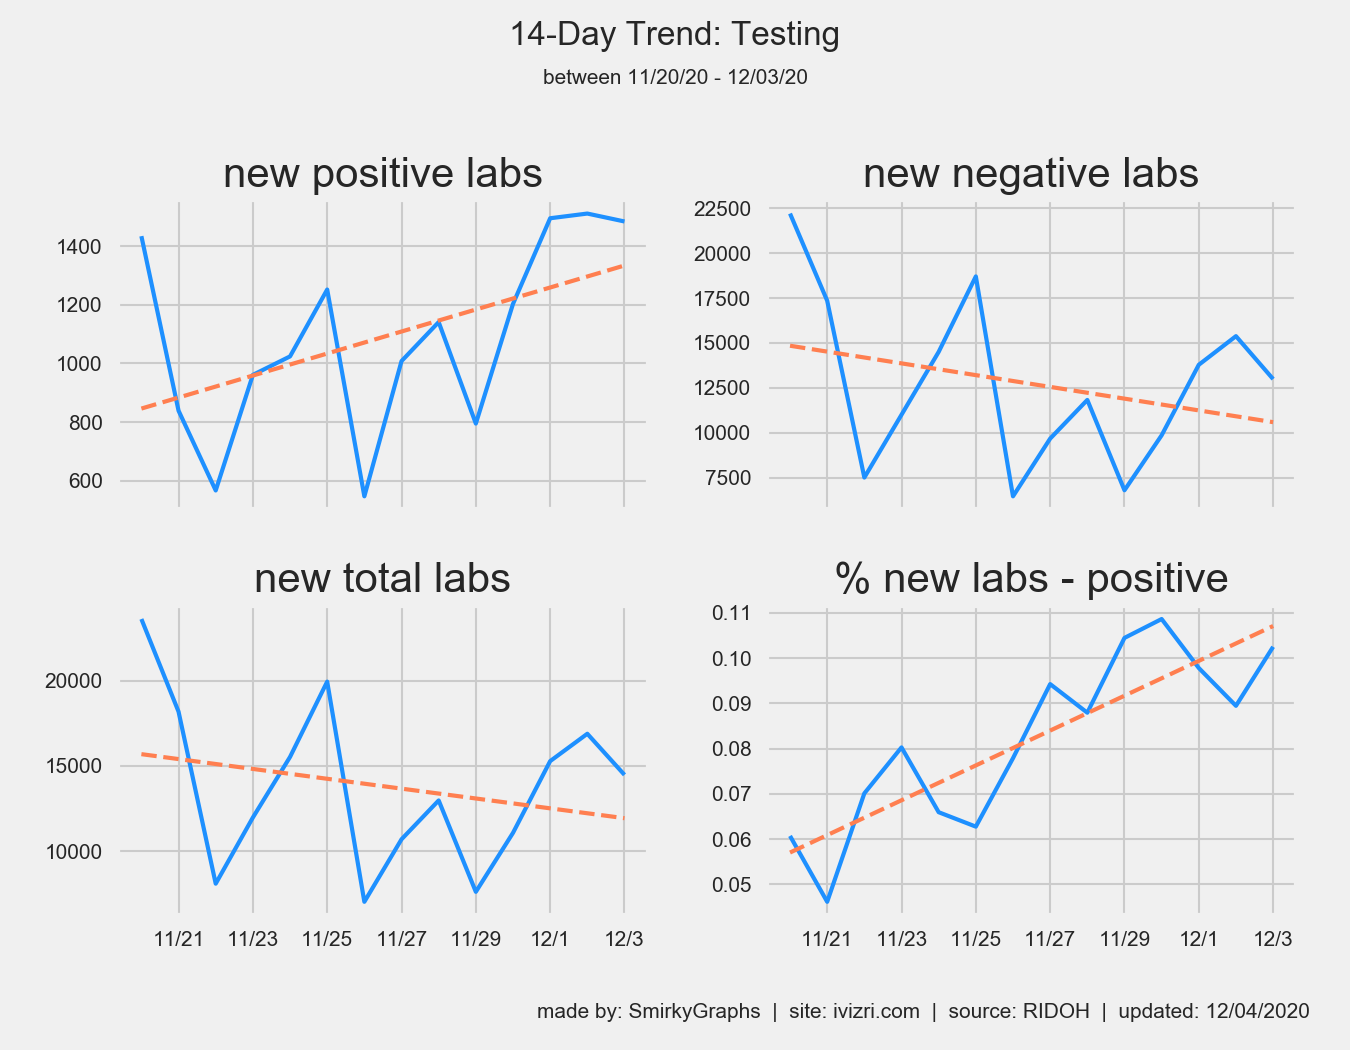 14-Day Trend: Testing
between 11/20/20 - 12/03/20
new positive labs
1400
1200
1000
800
600
new negative labs
22500
20000
17500
15000
12500
10000
7500
new total labs
20000
15000
10000
11/21 11/23 11/25 11/27 11/29 12/1 12/3
% new labs - positive
0.11
0.10
0.09
0.08
0.07
0.06
0.05
11/21 11/23 11/25 11/27 11/29 12/1 12/3
made by: SmirkyGraphs | site: ivizri.com | source: RIDOH | updated: 12/04/2020